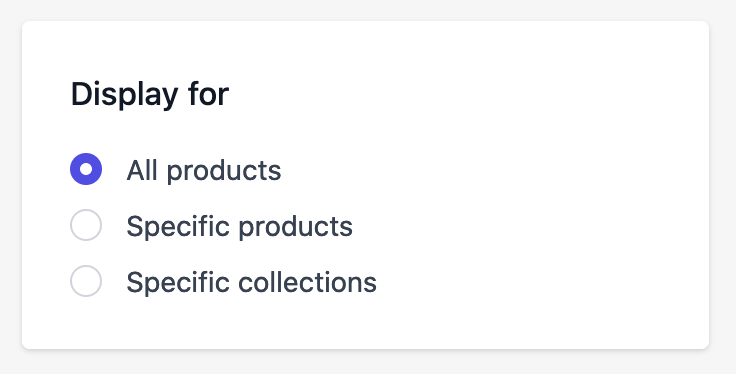 Display for
All products
Specific products
Specific collections